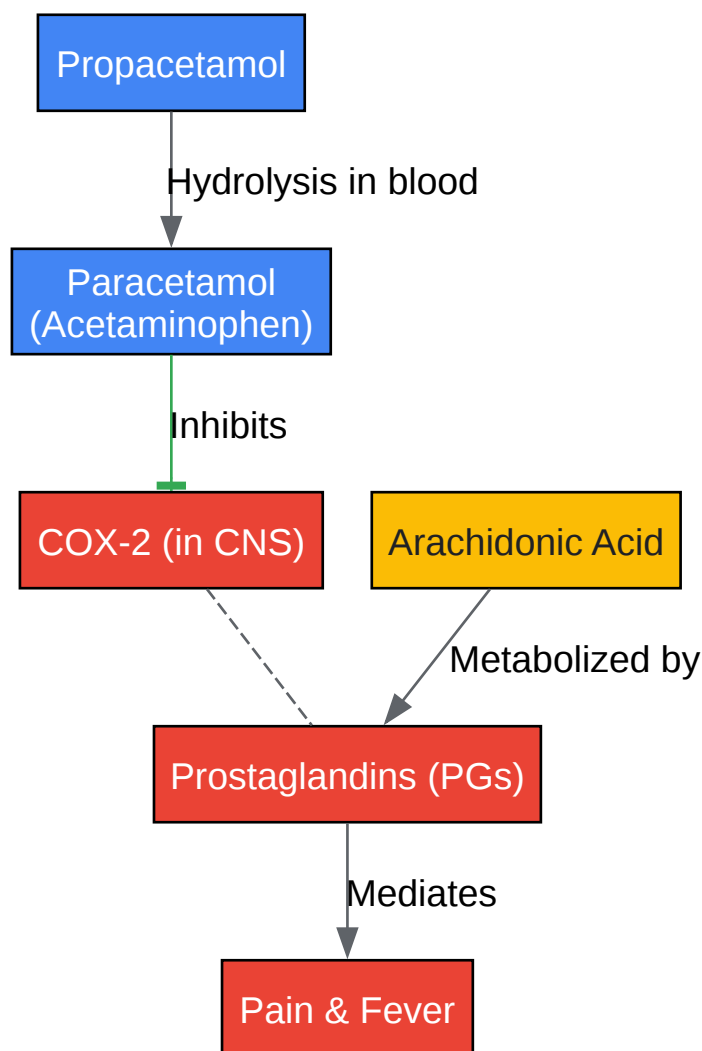 Propacetamol
Hydrolysis in blood
Paracetamol
(Acetaminophen)
Inhibits
COX-2 (in CNS)
Arachidonic Acid
Metabolized by
Prostaglandins (PGs)
Mediates
Pain & Fever